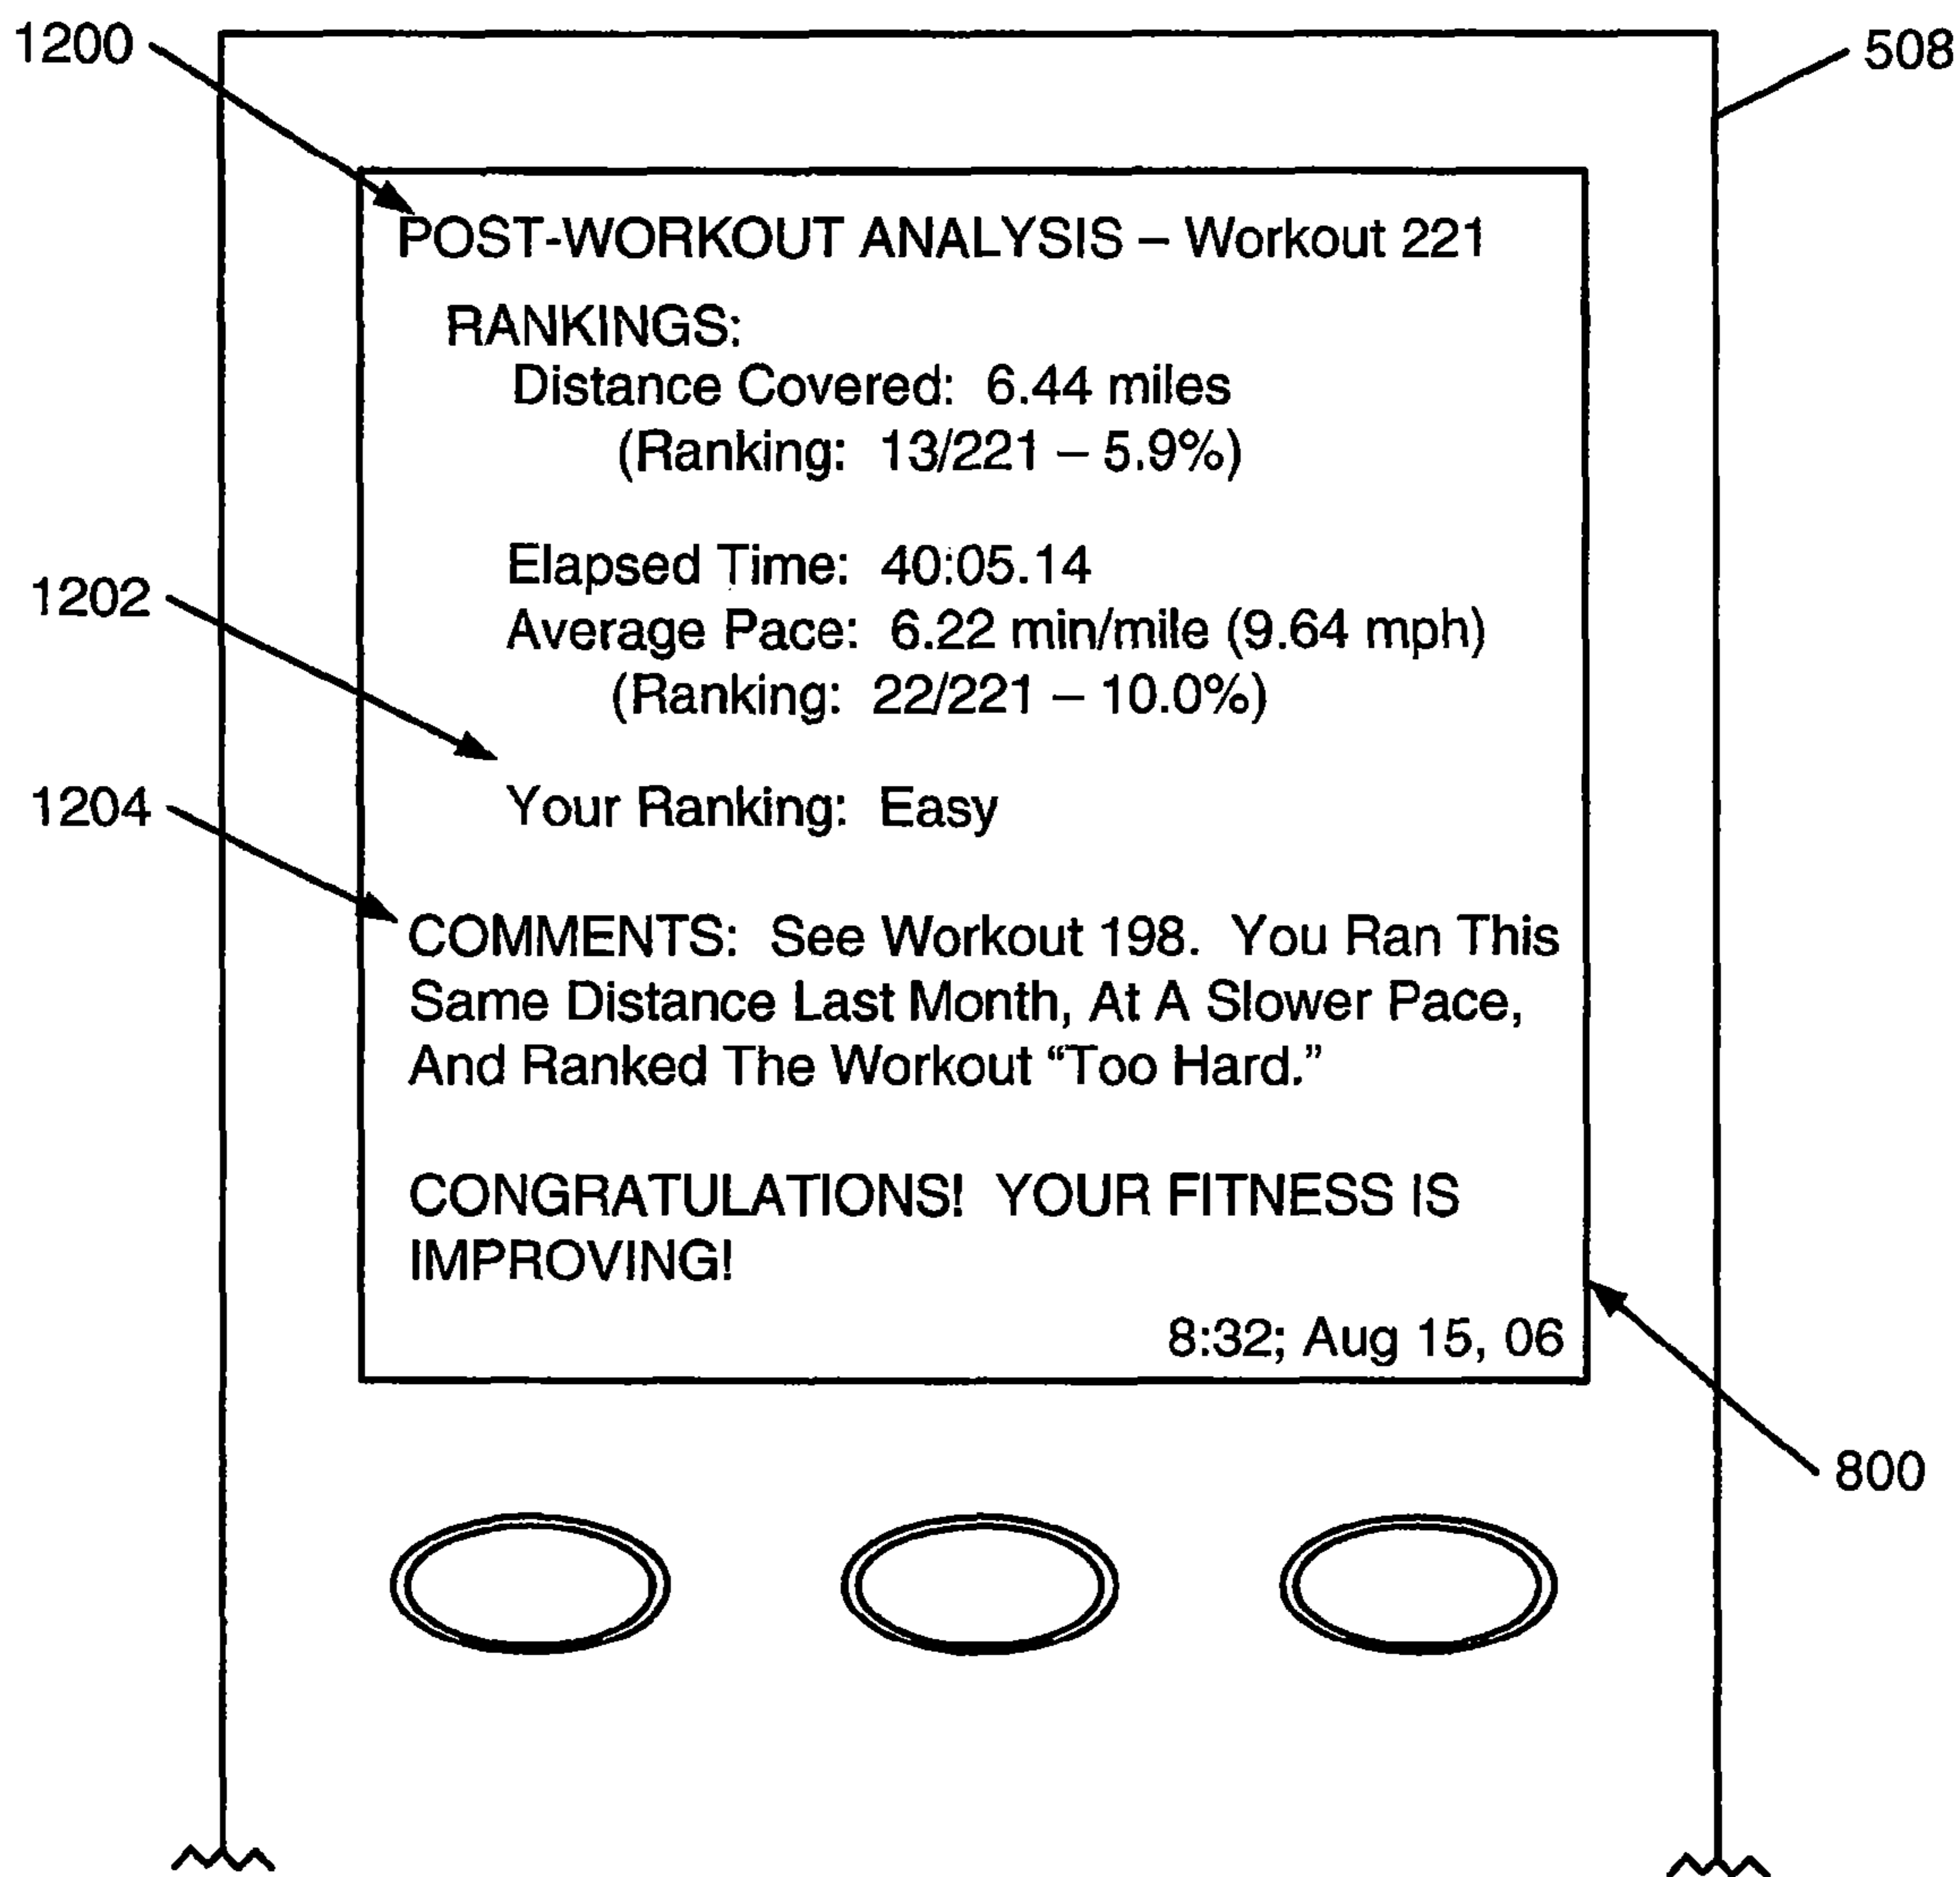 1200
508
POST-WORKOUT ANALYSIS – Workout 221
RANKINGS:
Distance Covered: 6.44 miles
(Ranking: 13/221 – 5.9%)
Elapsed Time: 40:05.14
1202
Average Pace: 6.22 min/mile (9.64 mph)
(Ranking: 22/221 – 10.0%)
Your Ranking: Easy
1204
COMMENTS: See Workout 198. You Ran This
Same Distance Last Month, At A Slower Pace,
And Ranked The Workout “Too Hard.”
CONGRATULATIONS! YOUR FITNESS IS
IMPROVING!
8:32; Aug 15, 06
800